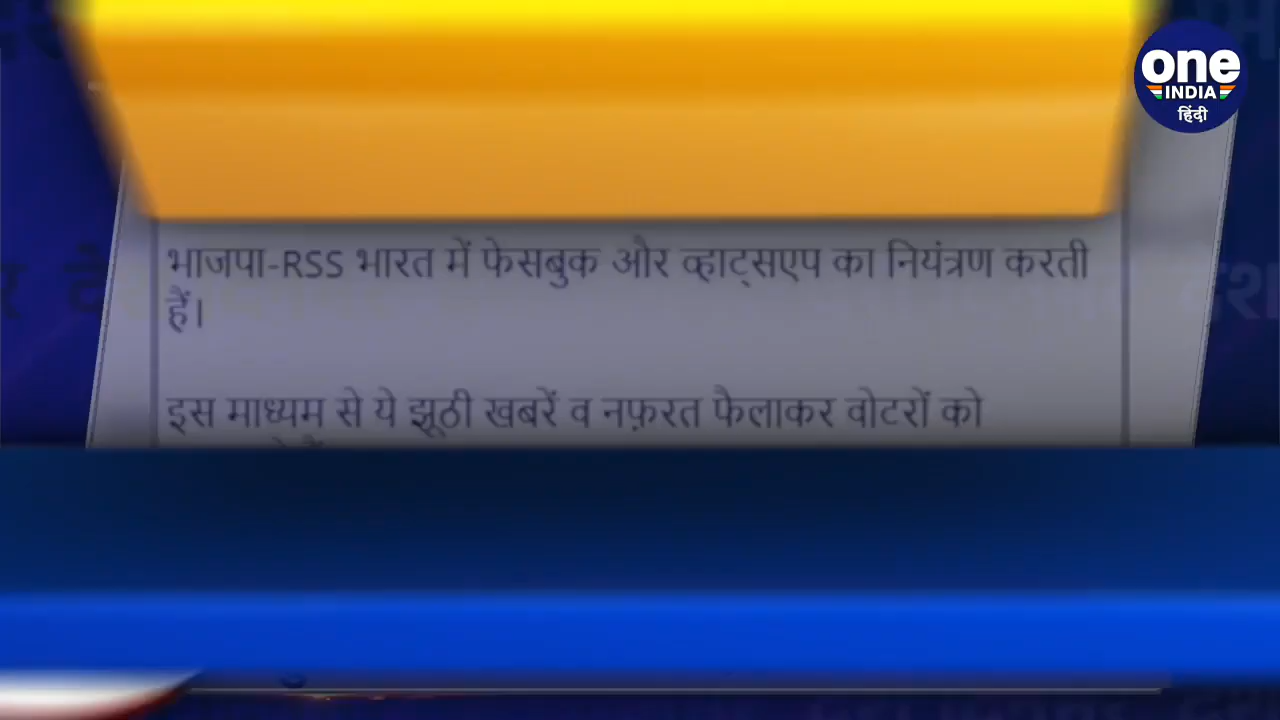 one
INDIA
हिंदी
भाजपा-RSS भारत में फेसबुक और व्हाट्सएप का नियंत्रण करती
हैं।
इस माध्यम से ये झूठी खबरें व नफ़रत फैलाकर वोटरों को